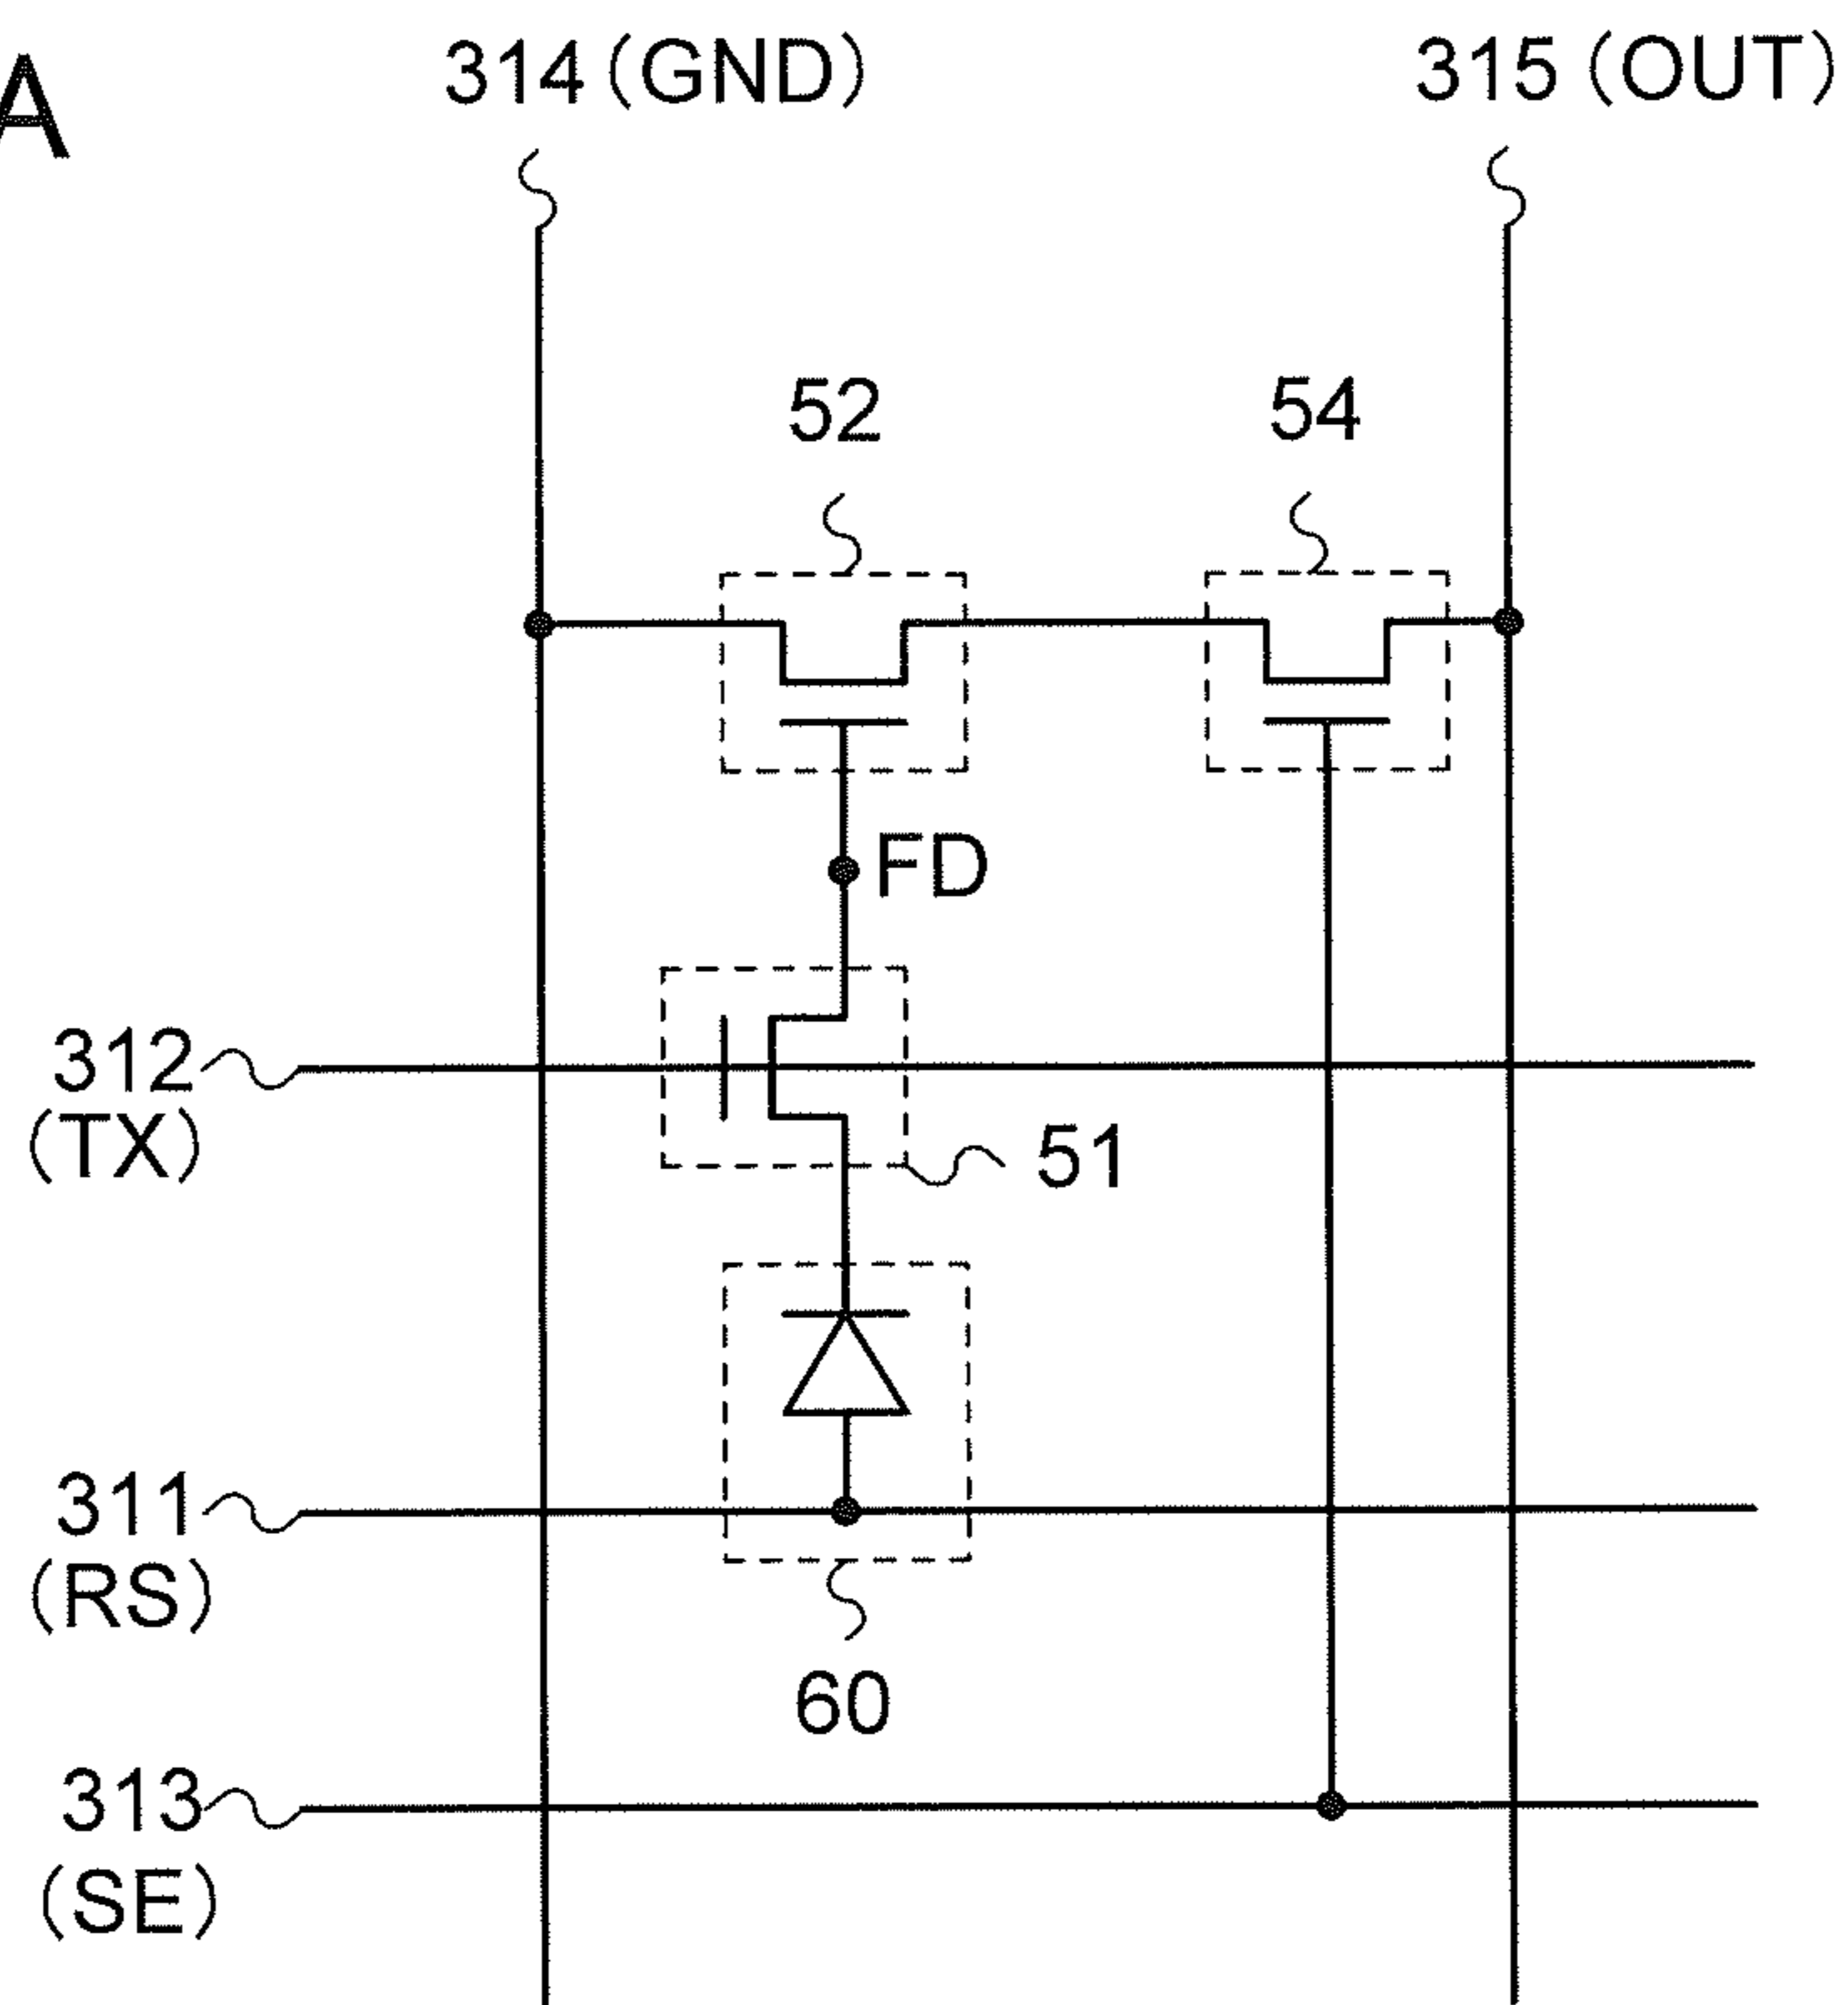 A
314(GND)
315(OUT)
52
54
FD
312
(TX)
51
311
(RS)
60
313
(SE)